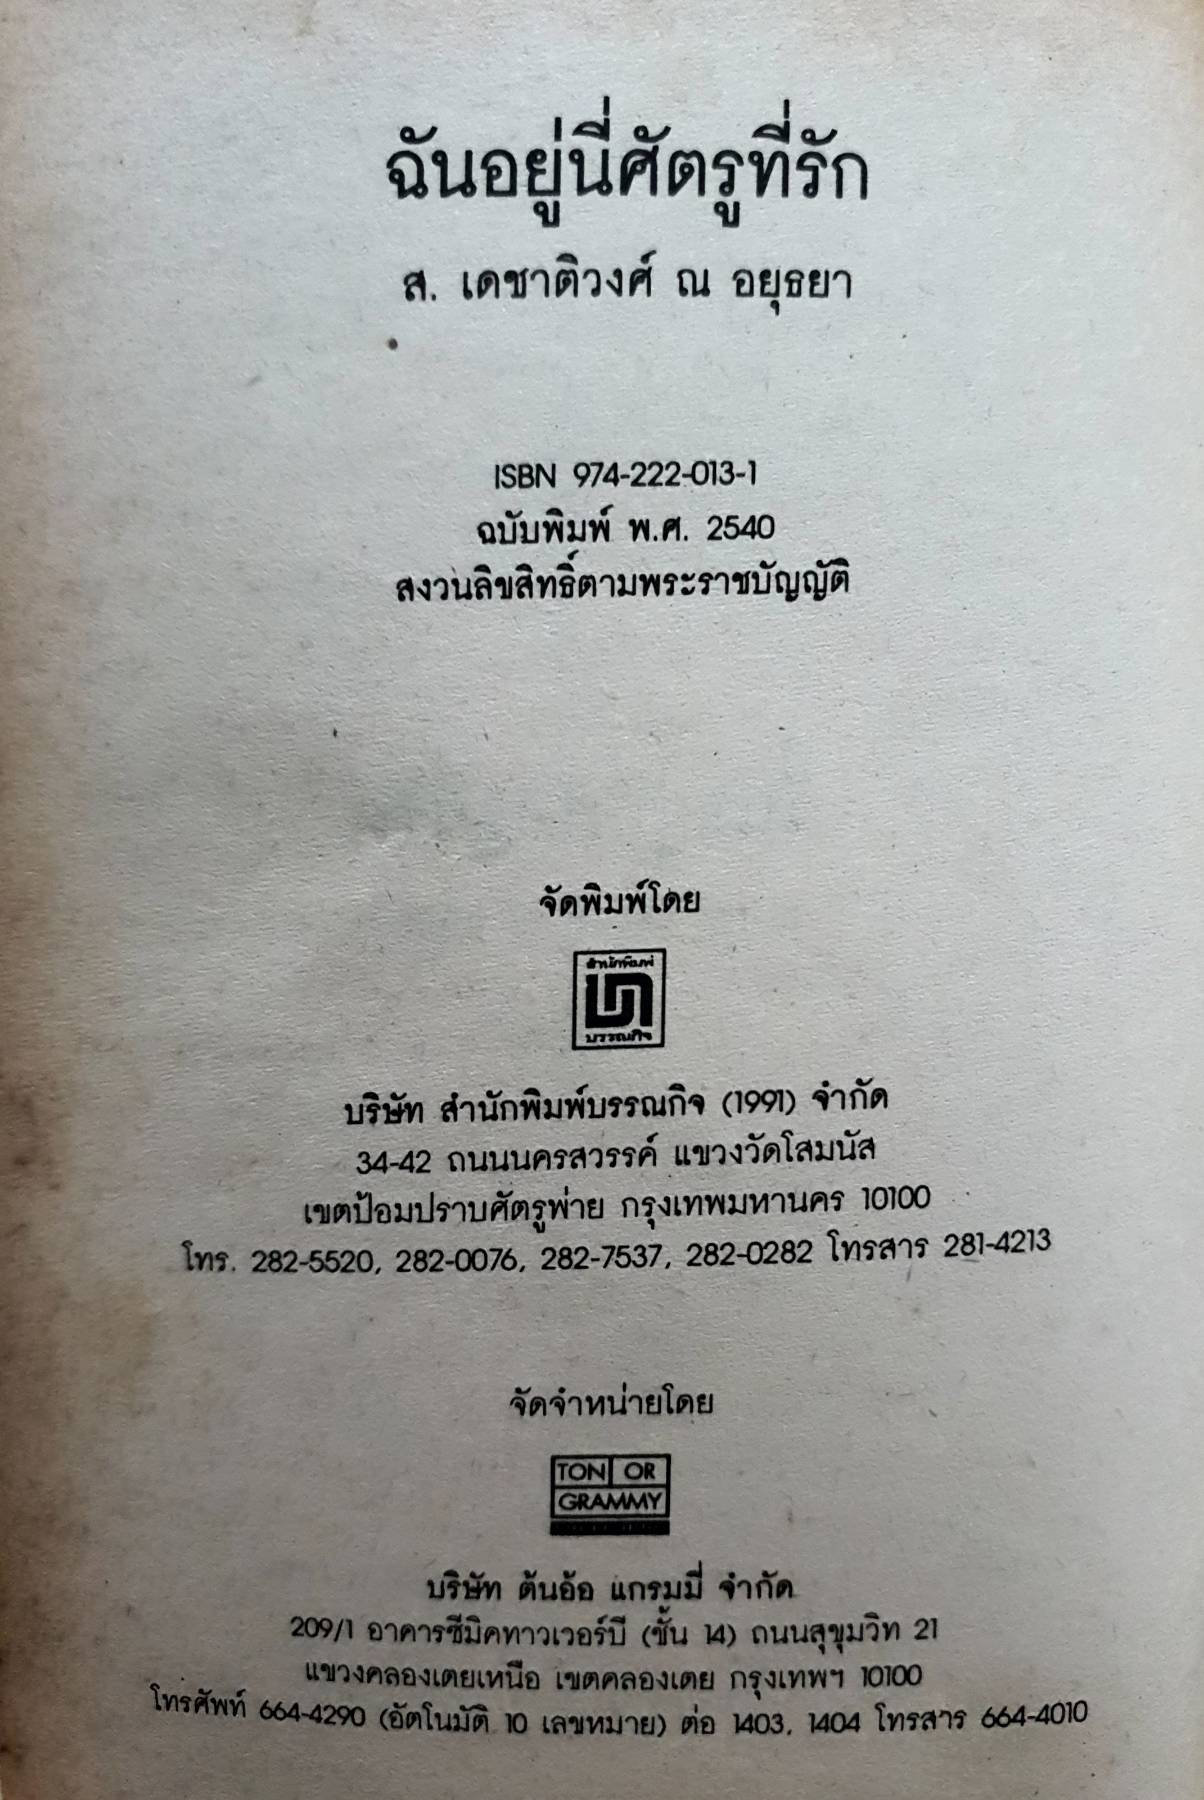 ฉันอยู่นี่ศัตรูที่รัก
ส. เดชาติวงศ์ ณ อยุธยา
ISBN 974-222-013-1
ฉบับพิมพ์ พ.ศ. 2540
สงวนลิขสิทธิ์ตามพระราชบัญญัติ
จัดพิมพ์โดย
สำนักพิมพ์
บรรณกิจ
บริษัท สำนักพิมพ์บรรณกิจ (1991) จำกัด
34-42 ถนนนครสวรรค์ แขวงวัดโสมนัส
เขตป้อมปราบศัตรูพ่าย กรุงเทพมหานคร 10100
โทร. 282-5520, 282-0076, 282-7537, 282-0282 โทรสาร 281-4213
จัดจำหน่ายโดย
TON OR
GRAMMY
บริษัท ต้นอ้อ แกรมมี่ จำกัด
209/1 อาคารซีมิคทาวเวอร์บี (ชั้น 14) ถนนสุขุมวิท 21
แขวงคลองเตยเหนือ เขตคลองเตย กรุงเทพฯ 10100
โทรศัพท์ 664-4290 (อัตโนมัติ 10 เลขหมาย) ต่อ 1403, 1404 โทรสาร 664-4010